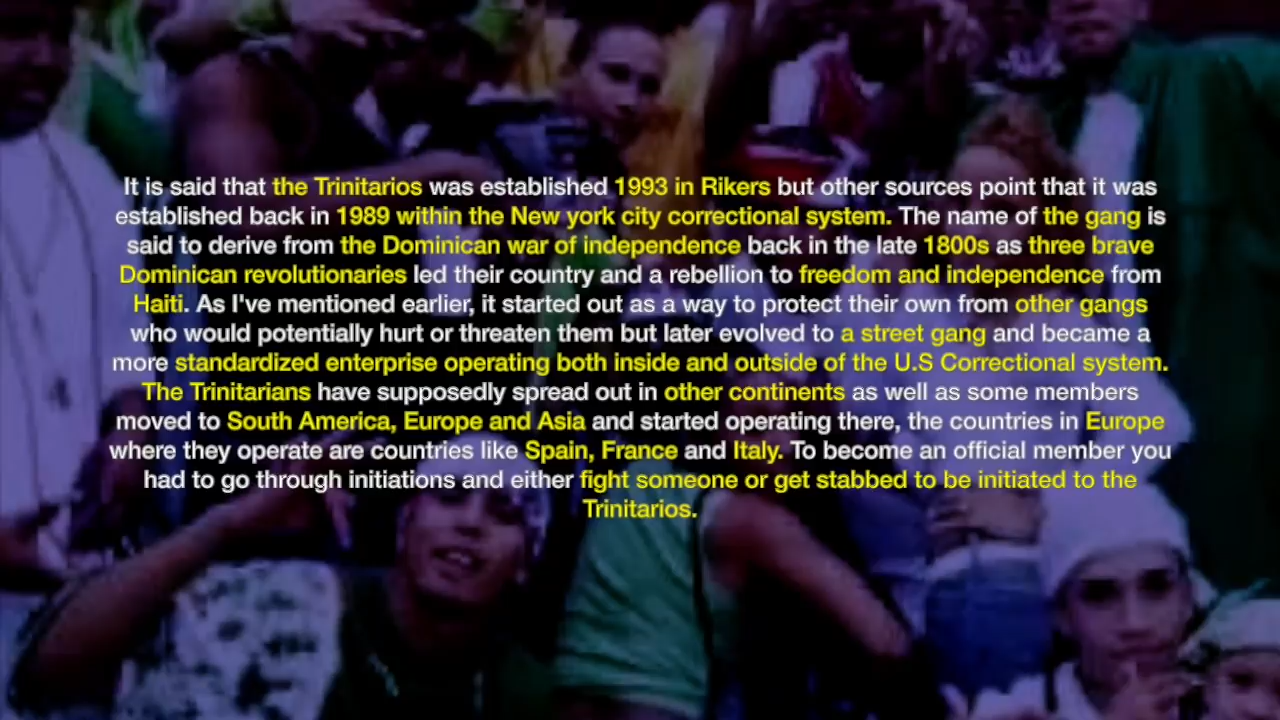 It is said that the Trinitarios was established 1993 in Rikers but other sources point that it was
established back in 1989 within the New york city correctional system. The name of the gang is
said to derive from the Dominican war of independence back in the late 1800s as three brave
Dominican revolutionaries led their country and a rebellion to freedom and independence from
Haiti. As I've mentioned earlier, it started out as a way to protect their own from other gangs
who would potentially hurt or threaten them but later evolved to a street gang and became a
more standardized enterprise operating both inside and outside of the U.S Correctional system.
The Trinitarians have supposedly spread out in other continents as well as some members
moved to South America, Europe and Asia and started operating there, the countries in Europe
where they operate are countries like Spain, France and Italy. To become an official member you
had to go through initiations and either fight someone or get stabbed to be initiated to the
Trinitarios.